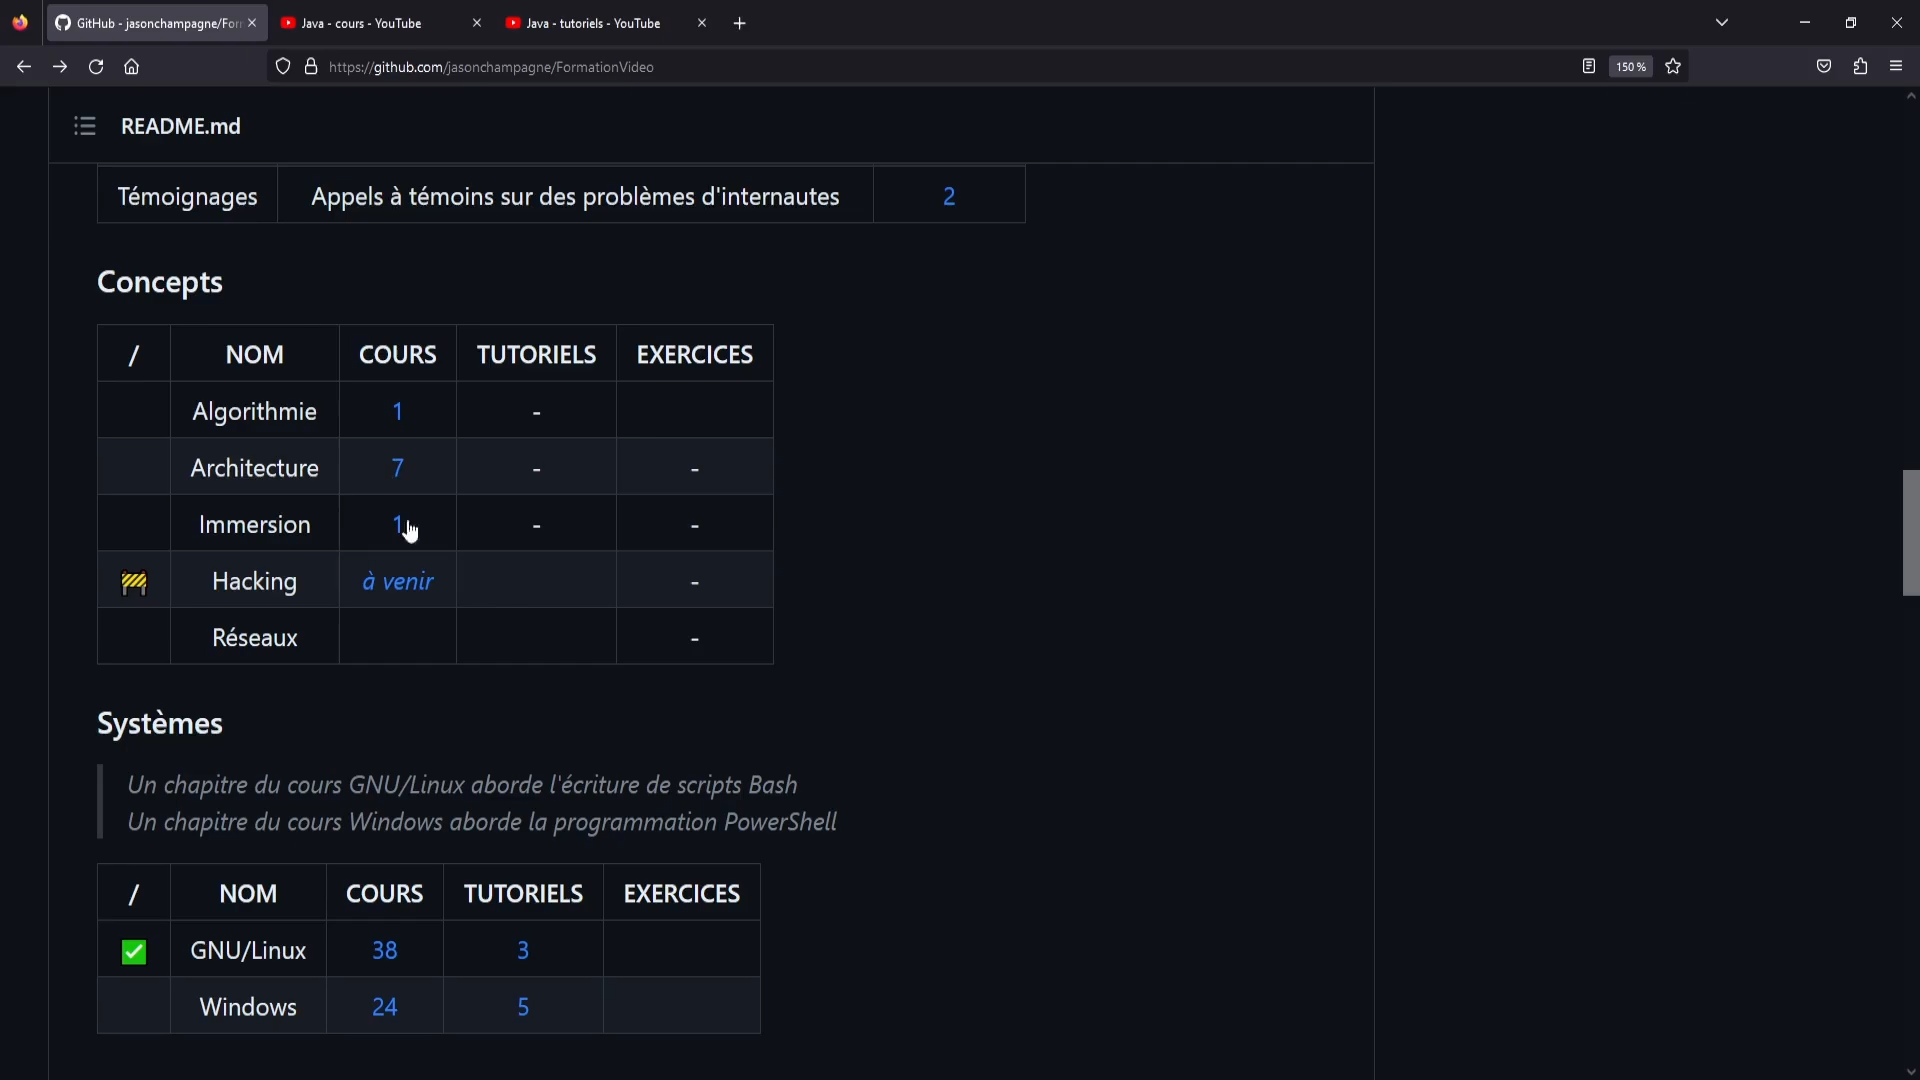 GitHub - jasonchampagne/For
Java - cours - YouTube
Java - tutoriels - YouTube
https://github.com/jasonchampagne/FormationVideo
150 %
README.md
Témoignages Appels à témoins sur des problèmes d'internautes 2
Concepts
/ NOM COURS TUTORIELS EXERCICES
Algorithmie 1 -
Architecture 7 - -
Immersion 1 - -
Hacking à venir -
Réseaux -
Systèmes
Un chapitre du cours GNU/Linux aborde l'écriture de scripts Bash
Un chapitre du cours Windows aborde la programmation PowerShell
/ NOM COURS TUTORIELS EXERCICES
GNU/Linux 38 3
Windows 24 5